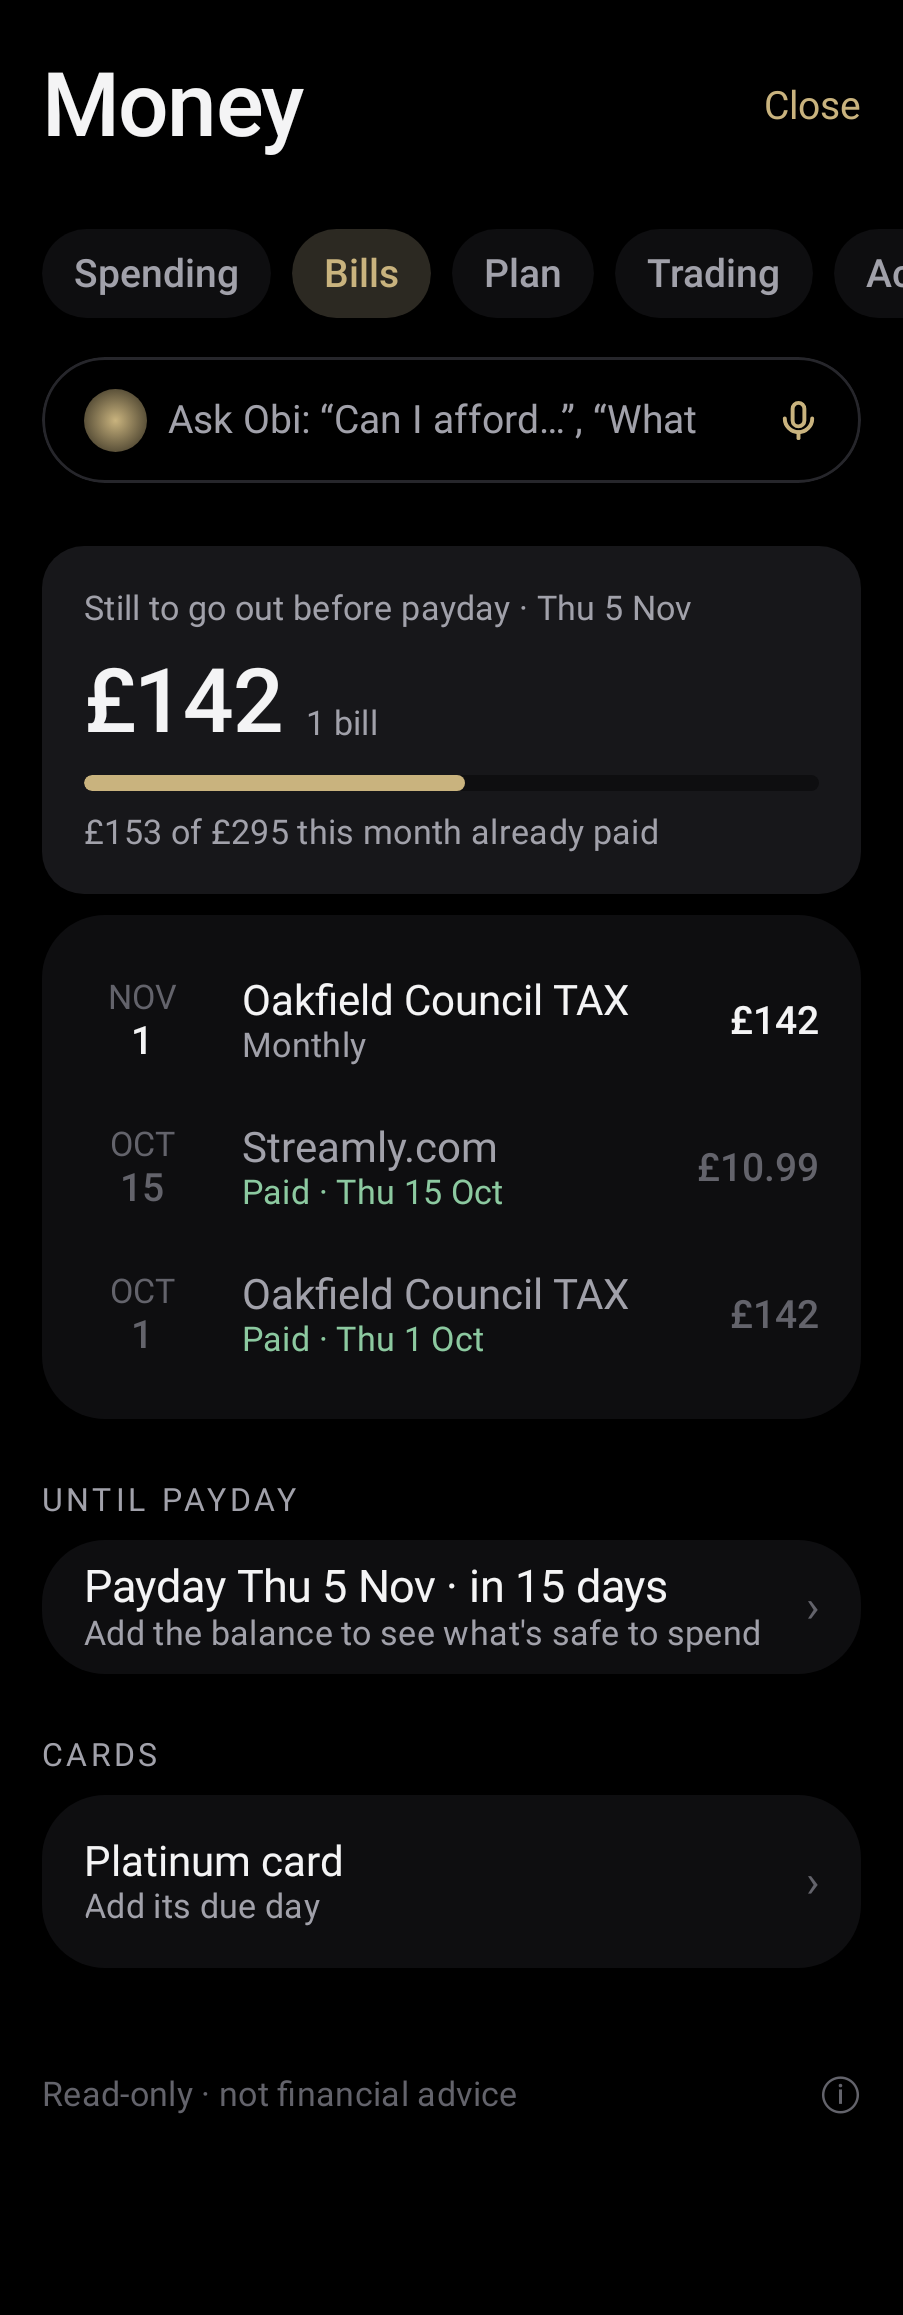 Money
Close
Spending
Bills
Plan
Trading
Ac
Ask Obi: “Can I afford…”, “What
Still to go out before payday · Thu 5 Nov
£142 1 bill
£153 of £295 this month already paid
NOV
1
Oakfield Council TAX
Monthly
£142
OCT
15
Streamly.com
Paid · Thu 15 Oct
£10.99
OCT
1
Oakfield Council TAX
Paid · Thu 1 Oct
£142
UNTIL PAYDAY
Payday Thu 5 Nov · in 15 days
Add the balance to see what's safe to spend
CARDS
Platinum card
Add its due day
Read-only · not financial advice